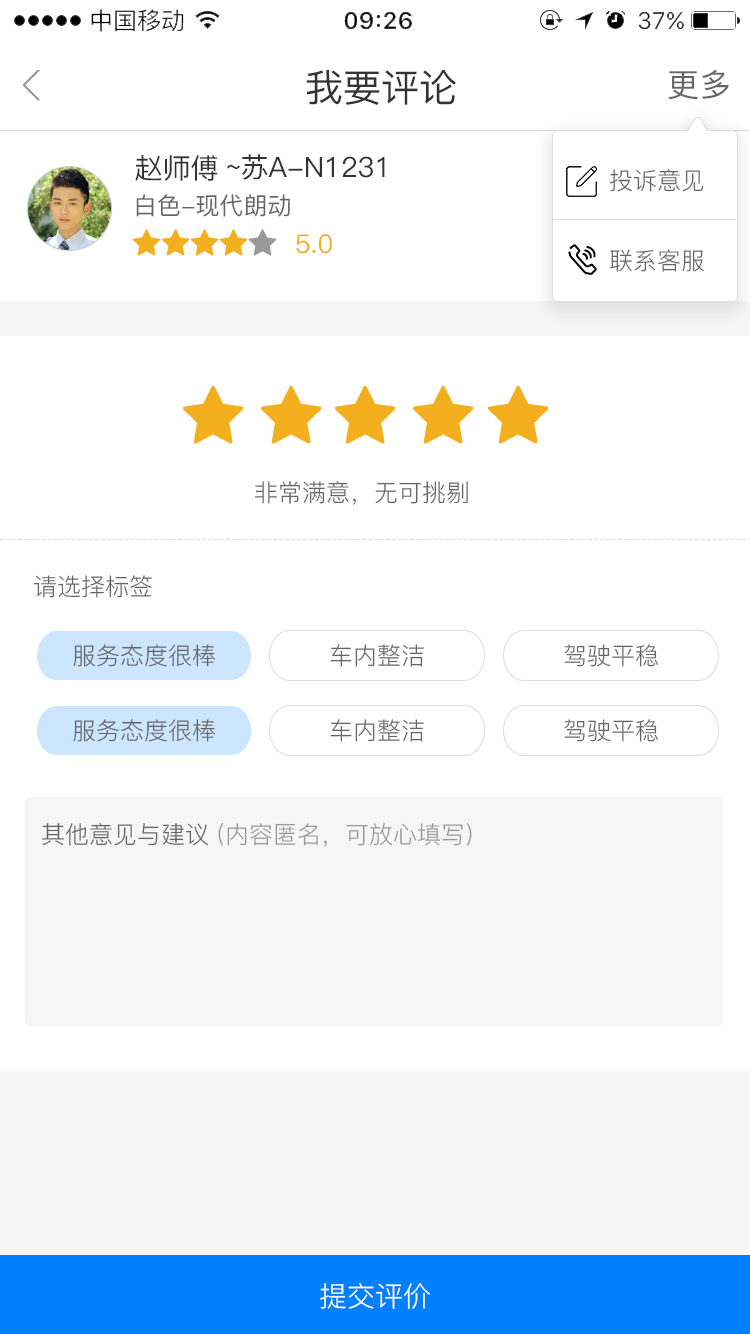 中国移动 09:26 37%
我要评论 更多
赵师傅 ~苏A-N1231
白色-现代朗动
5.0
投诉意见
联系客服
非常满意，无可挑剔
请选择标签
服务态度很棒 车内整洁 驾驶平稳
服务态度很棒 车内整洁 驾驶平稳
其他意见与建议 (内容匿名，可放心填写)
提交评价